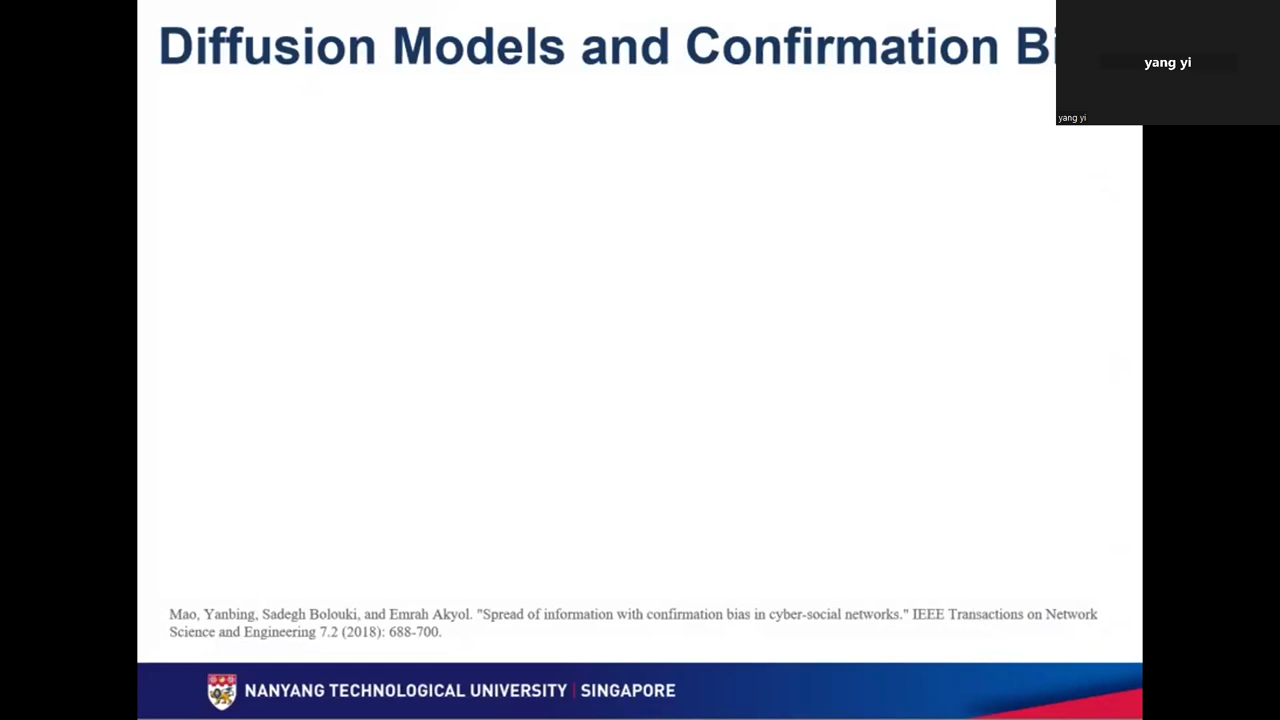 Diffusion Models and Confirmation Bi
yang yi
yang yi
Mao, Yanbing, Sadegh Bolouki, and Emrah Akyol. "Spread of information with confirmation bias in cyber-social networks." IEEE Transactions on Network
Science and Engineering 7.2 (2018): 688-700.
NANYANG TECHNOLOGICAL UNIVERSITY | SINGAPORE